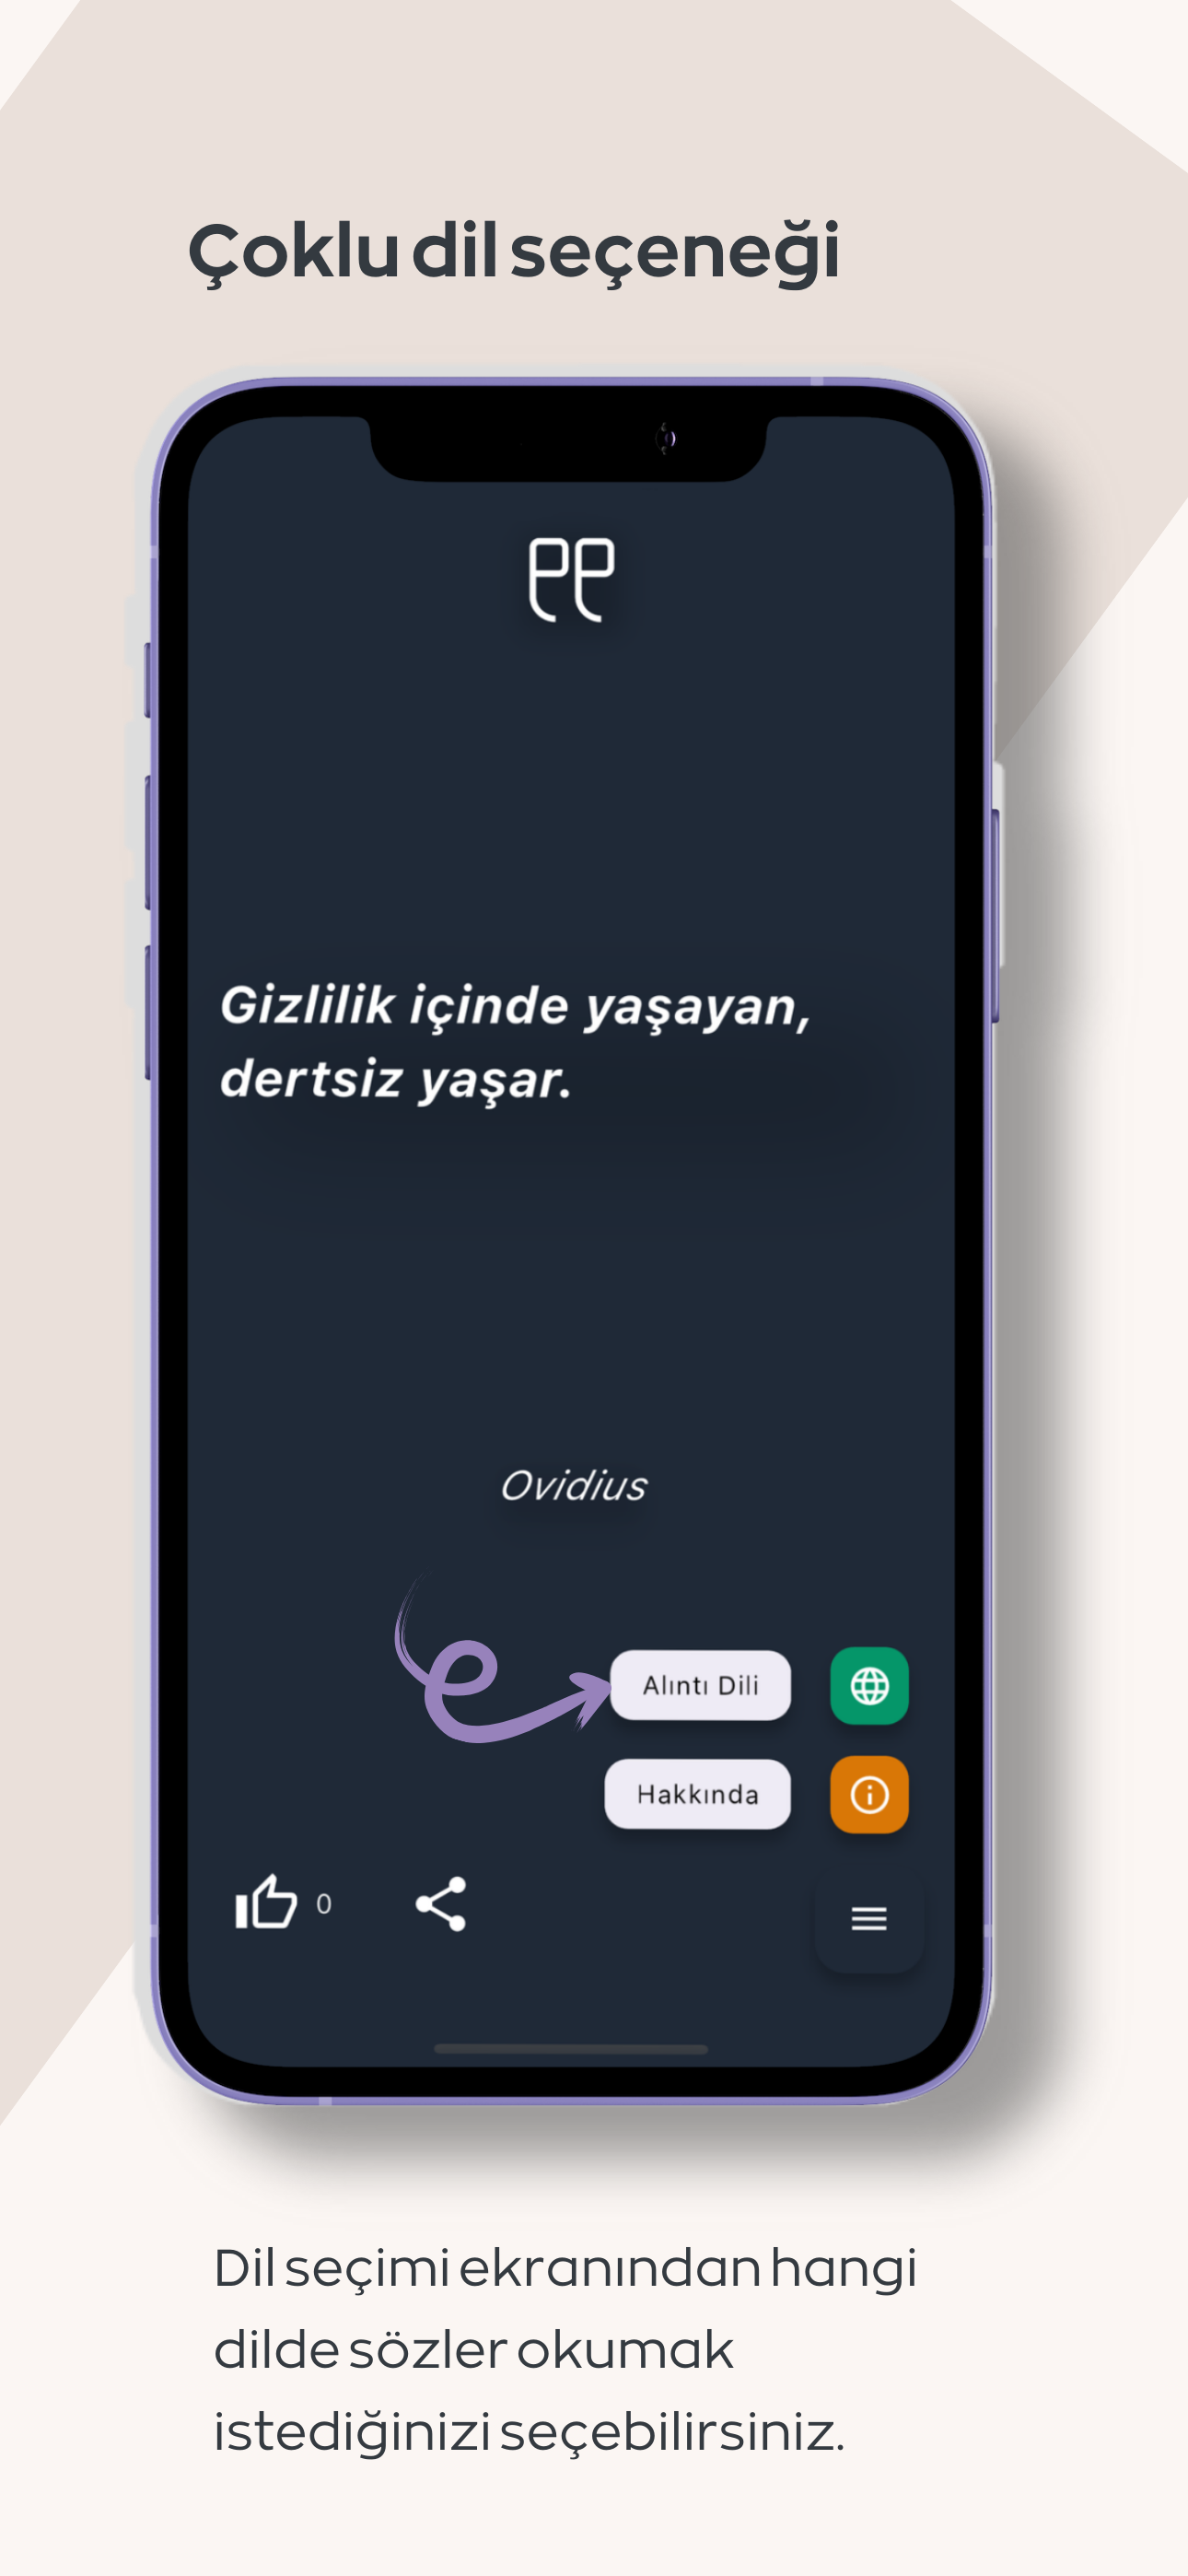 Çoklu dil seçeneği
Gizlilik içinde yaşayan,
dertsiz yaşar.
Ovidius
Alıntı Dili
Hakkında
0
Dil seçimi ekranından hangi
dilde sözler okumak
istediğinizi seçebilirsiniz.